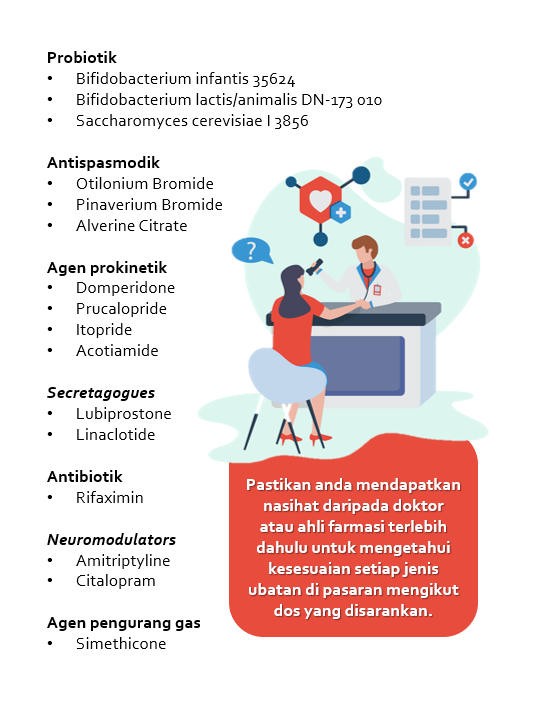 Probiotik
• Bifidobacterium infantis 35624
• Bifidobacterium lactis/animalis DN-173 010
• Saccharomyces cerevisiae I 3856
Antispasmodik
• Otilonium Bromide
• Pinaverium Bromide
• Alverine Citrate
Agen prokinetik
• Domperidone
• Prucalopride
• Itopride
• Acotiamide
Secretagogues
• Lubiprostone
• Linaclotide
Antibiotik
• Rifaximin
Neuromodulators
• Amitriptyline
• Citalopram
Agen pengurang gas
• Simethicone
?
Pastikan anda mendapatkan
nasihat daripada doktor
atau ahli farmasi terlebih
dahulu untuk mengetahui
kesesuaian setiap jenis
ubatan di pasaran mengikut
dos yang disarankan.